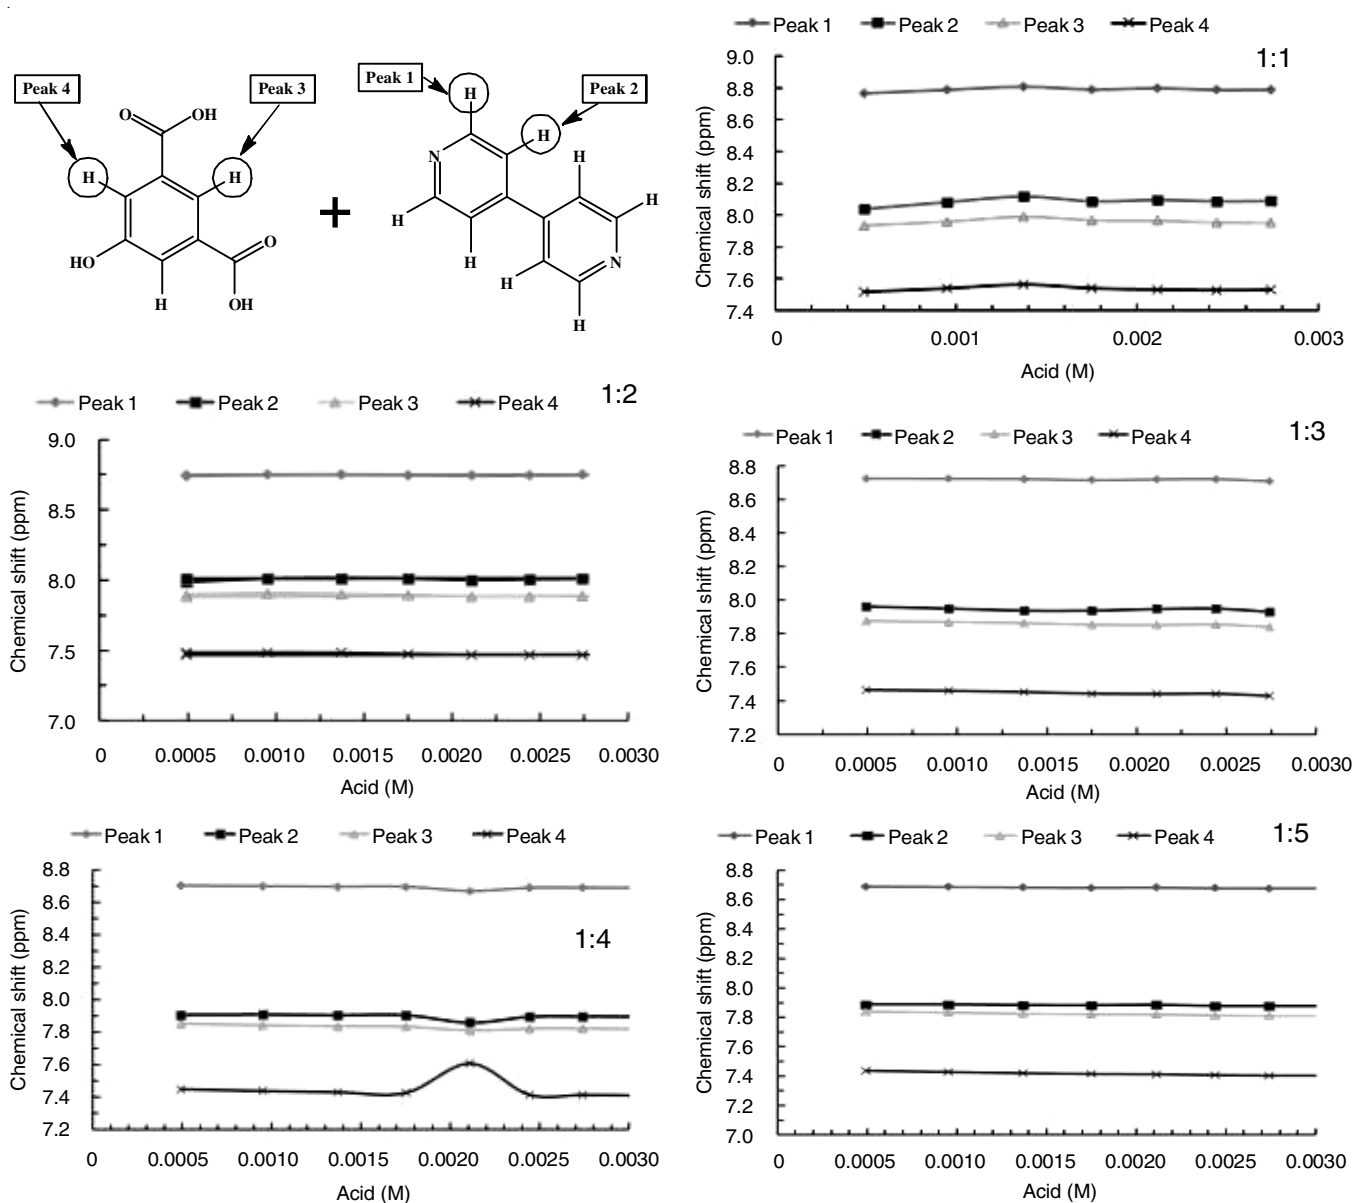 Peak 4
Peak 3
Peak 1
Peak 2
O
OH
H
H
HO
O
H
OH
+
H
H
N
H
H
H
H
H
N
H
Peak 1 Peak 2 Peak 3 Peak 4
1:1
Chemical shift (ppm)
9.0
8.8
8.6
8.4
8.2
8.0
7.8
7.6
7.4
0 0.001 0.002 0.003
Acid (M)
Peak 1 Peak 2 Peak 3 Peak 4
1:2
Chemical shift (ppm)
9.0
8.5
8.0
7.5
7.0
0 0.0005 0.0010 0.0015 0.0020 0.0025 0.0030
Acid (M)
Peak 1 Peak 2 Peak 3 Peak 4
1:3
Chemical shift (ppm)
8.8
8.6
8.4
8.2
8.0
7.8
7.6
7.4
7.2
0 0.0005 0.0010 0.0015 0.0020 0.0025 0.0030
Acid (M)
Peak 1 Peak 2 Peak 3 Peak 4
1:4
Chemical shift (ppm)
8.8
8.6
8.4
8.2
8.0
7.8
7.6
7.4
7.2
0 0.0005 0.0010 0.0015 0.0020 0.0025 0.0030
Acid (M)
Peak 1 Peak 2 Peak 3 Peak 4
1:5
Chemical shift (ppm)
8.8
8.6
8.4
8.2
8.0
7.8
7.6
7.4
7.2
7.0
0 0.0005 0.0010 0.0015 0.0020 0.0025 0.0030
Acid (M)